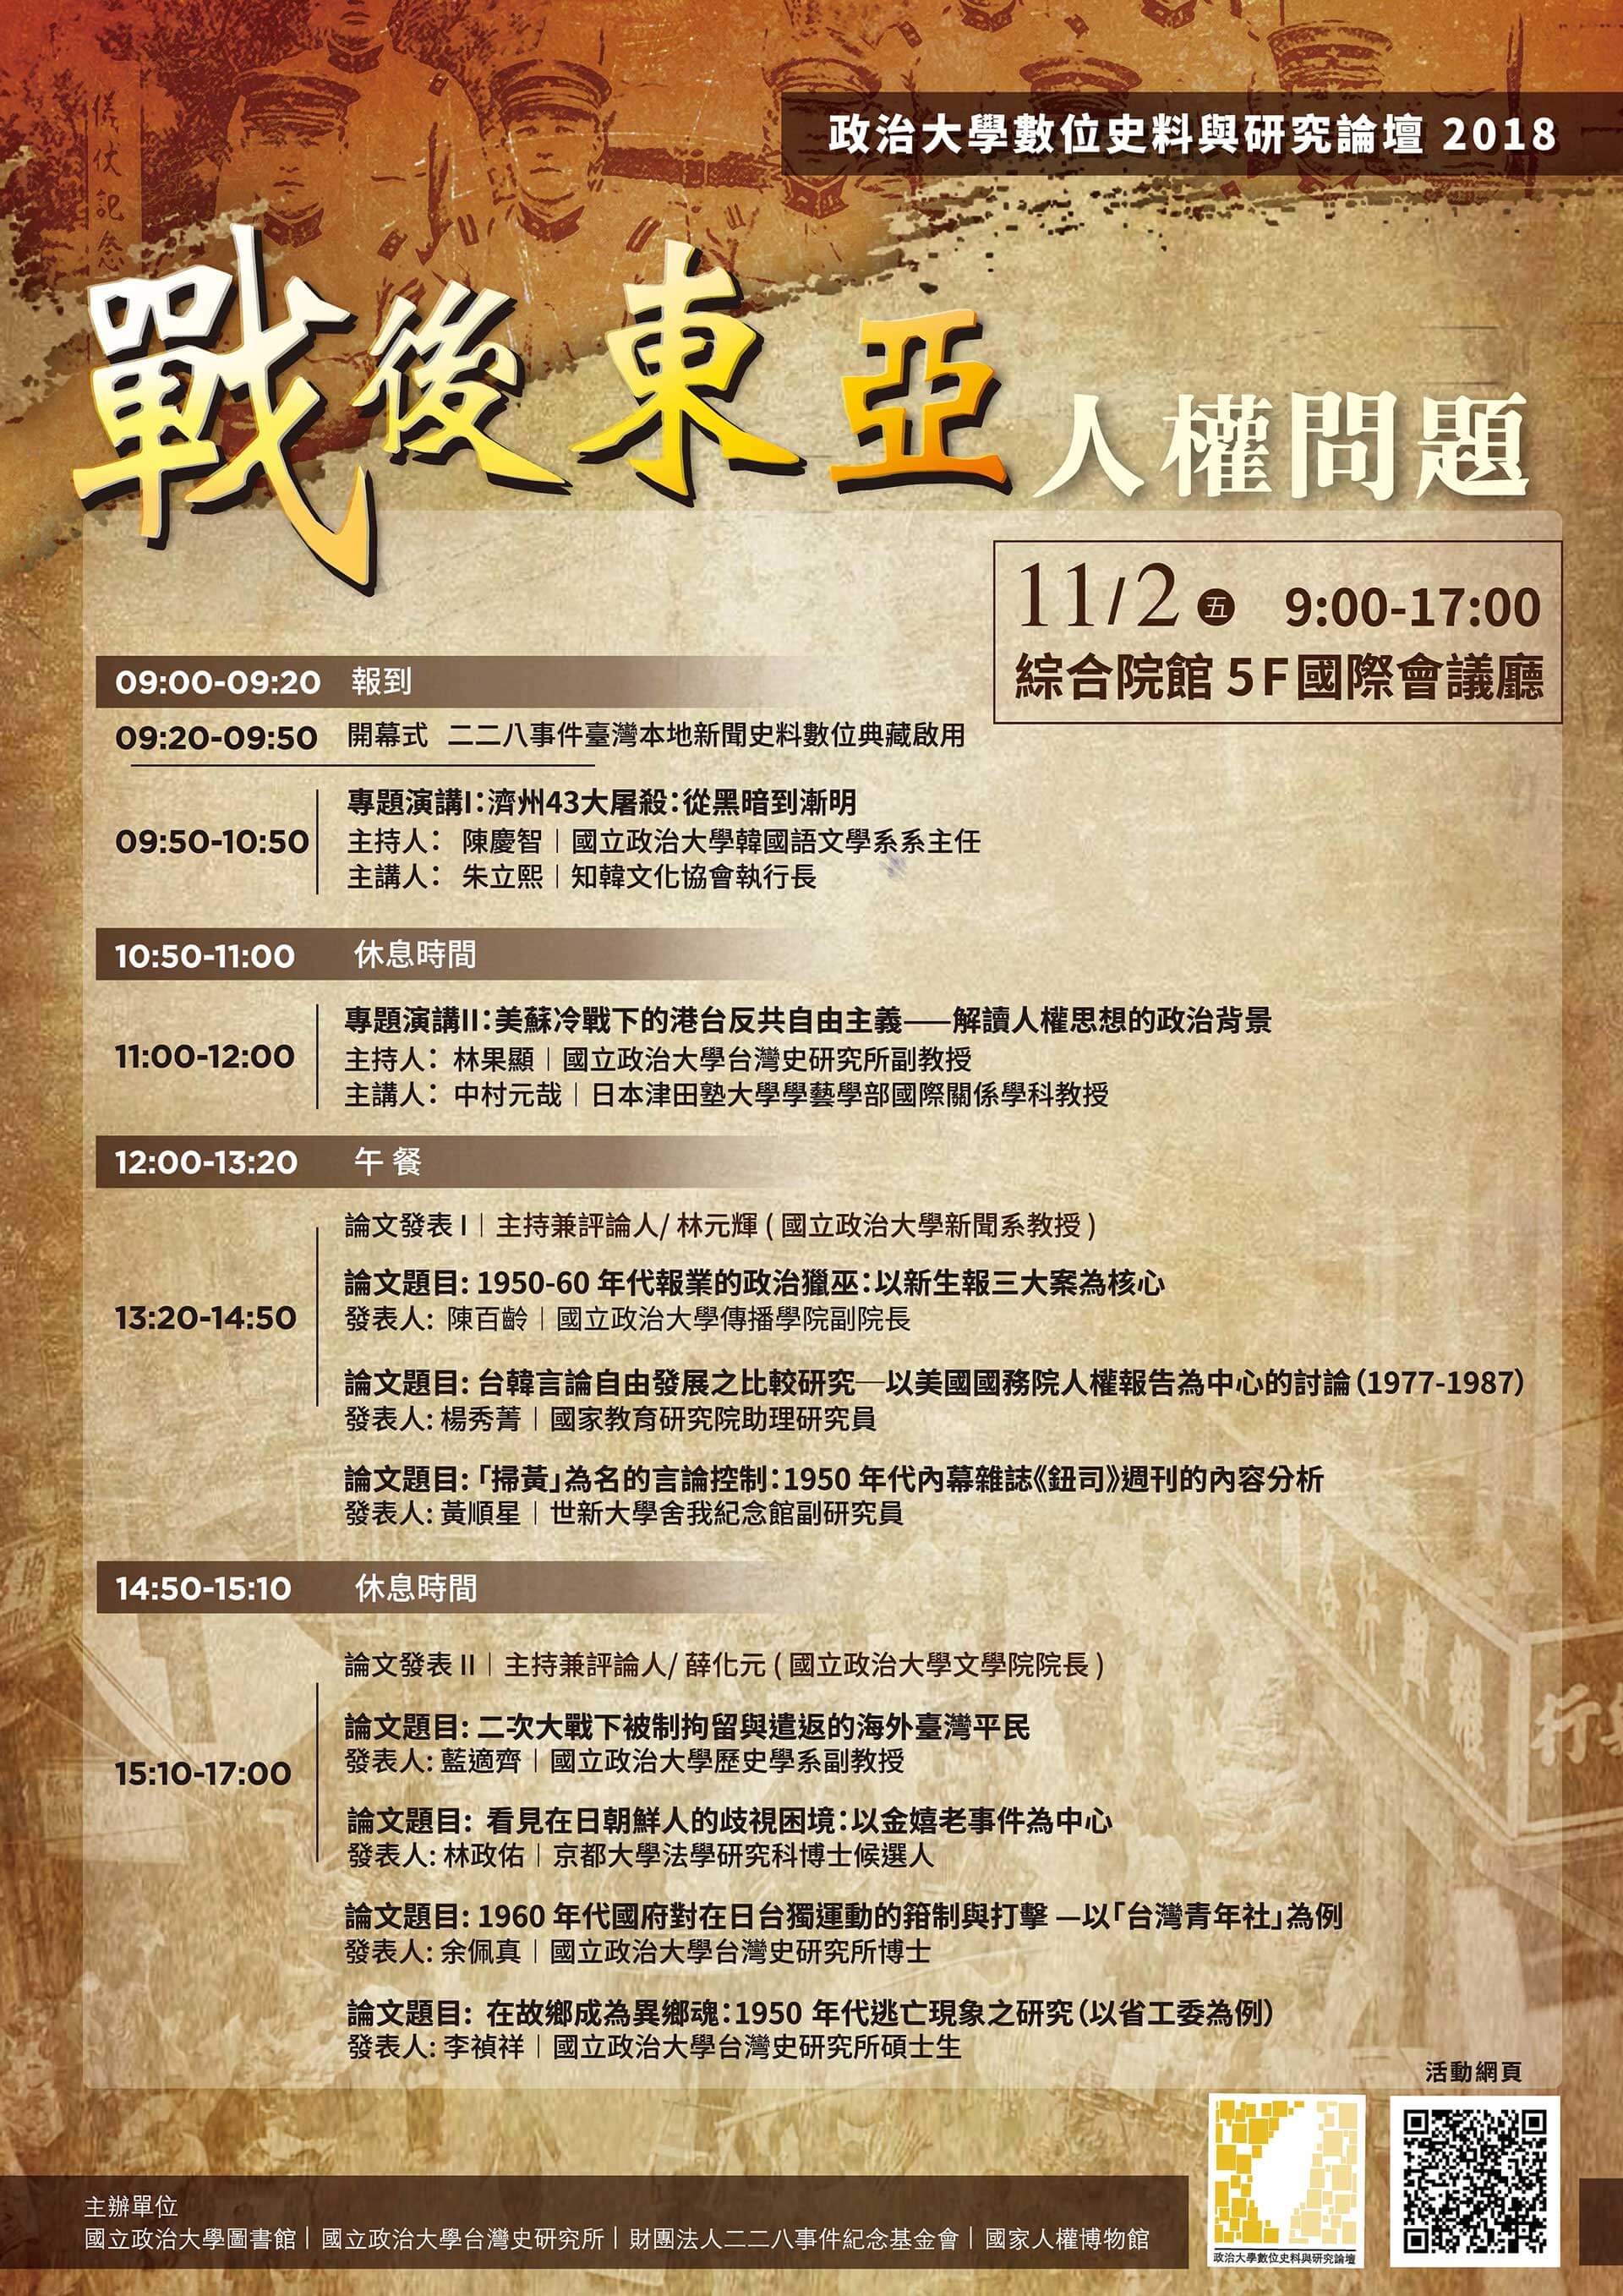 儀仗記念
政治大學數位史料與研究論壇 2018
戰後東亞人權問題
11/2 五 9:00-17:00
綜合院館 5F國際會議廳
09:00-09:20 報到
09:20-09:50 開幕式 二二八事件臺灣本地新聞史料數位典藏啟用
09:50-10:50
專題演講I：濟州43大屠殺：從黑暗到漸明
主持人： 陳慶智｜國立政治大學韓國語文學系系主任
主講人： 朱立熙｜知韓文化協會執行長
10:50-11:00 休息時間
11:00-12:00
專題演講II：美蘇冷戰下的港台反共自由主義——解讀人權思想的政治背景
主持人：林果顯｜國立政治大學台灣史研究所副教授
主講人：中村元哉｜日本津田塾大學學藝學部國際關係學科教授
12:00-13:20 午餐
13:20-14:50
論文發表 I｜主持兼評論人/ 林元輝 ( 國立政治大學新聞系教授 )
論文題目: 1950-60 年代報業的政治獵巫：以新生報三大案為核心
發表人: 陳百齡｜國立政治大學傳播學院副院長
論文題目: 台韓言論自由發展之比較研究─以美國國務院人權報告為中心的討論（1977-1987）
發表人: 楊秀菁｜國家教育研究院助理研究員
論文題目:「掃黃」為名的言論控制：1950 年代內幕雜誌《鈕司》週刊的內容分析
發表人: 黃順星｜世新大學舍我紀念館副研究員
14:50-15:10 休息時間
15:10-17:00
論文發表 II｜主持兼評論人/ 薛化元 ( 國立政治大學文學院院長 )
論文題目: 二次大戰下被制拘留與遣返的海外臺灣平民
發表人: 藍適齊｜國立政治大學歷史學系副教授
論文題目: 看見在日朝鮮人的歧視困境：以金嬉老事件為中心
發表人: 林政佑｜京都大學法學研究科博士候選人
論文題目: 1960 年代國府對在日台獨運動的箝制與打擊 —以「台灣青年社」為例
發表人: 余佩真｜國立政治大學台灣史研究所博士
論文題目: 在故鄉成為異鄉魂：1950 年代逃亡現象之研究（以省工委為例）
發表人: 李禎祥｜國立政治大學台灣史研究所碩士生
活動網頁
政治大學數位史料與研究論壇
主辦單位
國立政治大學圖書館｜國立政治大學台灣史研究所｜財團法人二二八事件紀念基金會｜國家人權博物館